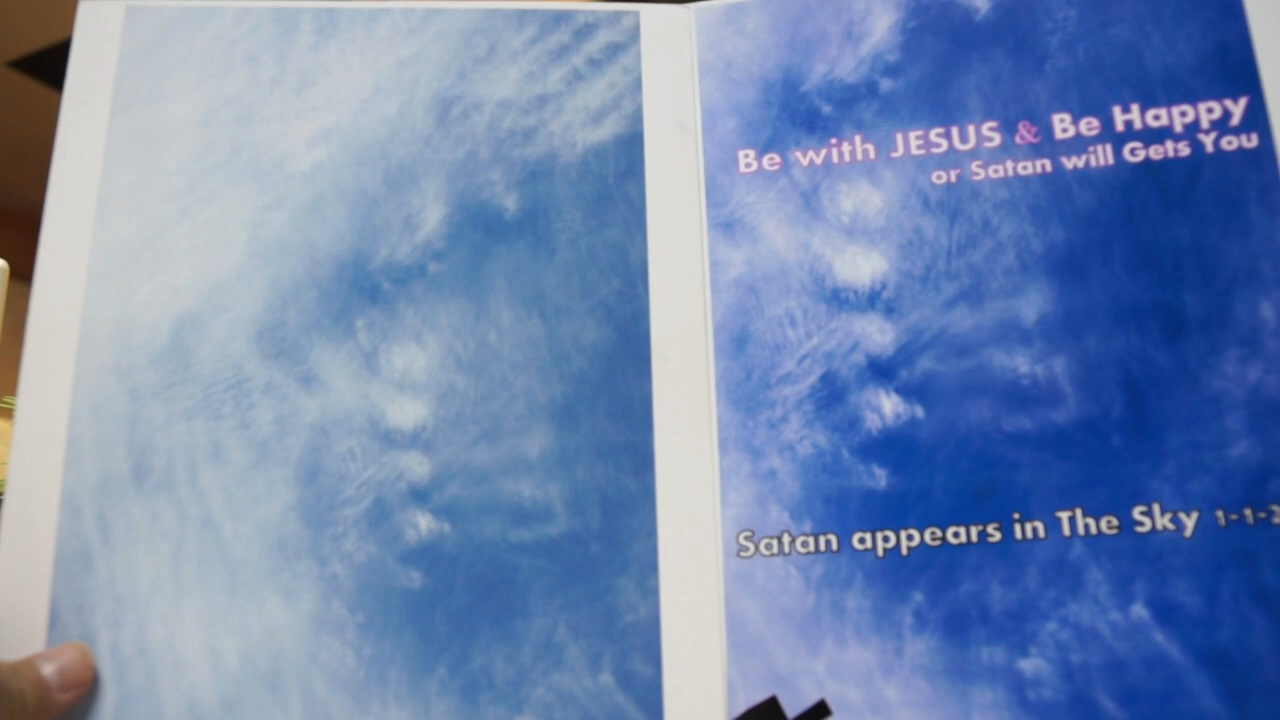 Be with JESUS & Be Happy
or Satan will Gets You
Satan appears in The Sky 1-1-2